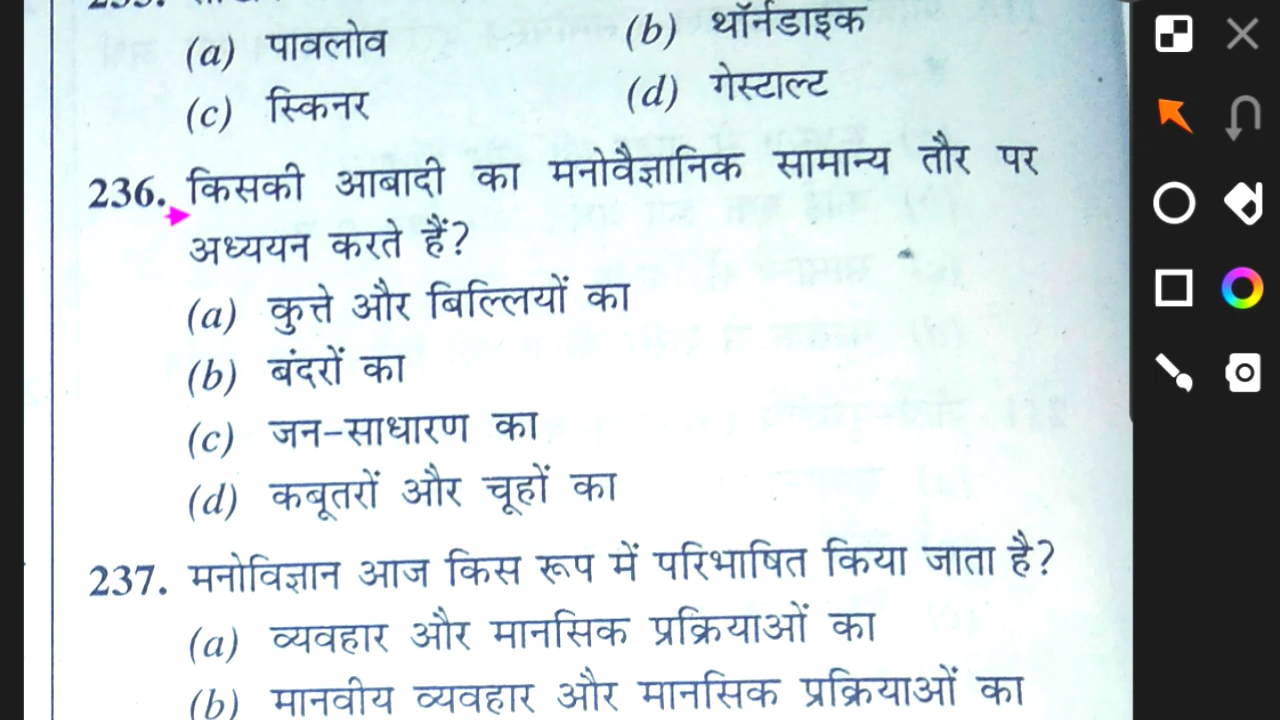 235.
(a) पावलोव (b) थॉर्नडाइक
(c) स्किनर (d) गेस्टाल्ट
236. किसकी आबादी का मनोवैज्ञानिक सामान्य तौर पर
अध्ययन करते हैं?
(a) कुत्ते और बिल्लियों का
(b) बंदरों का
(c) जन-साधारण का
(d) कबूतरों और चूहों का
237. मनोविज्ञान आज किस रूप में परिभाषित किया जाता है?
(a) व्यवहार और मानसिक प्रक्रियाओं का
(b) मानवीय व्यवहार और मानसिक प्रक्रियाओं का